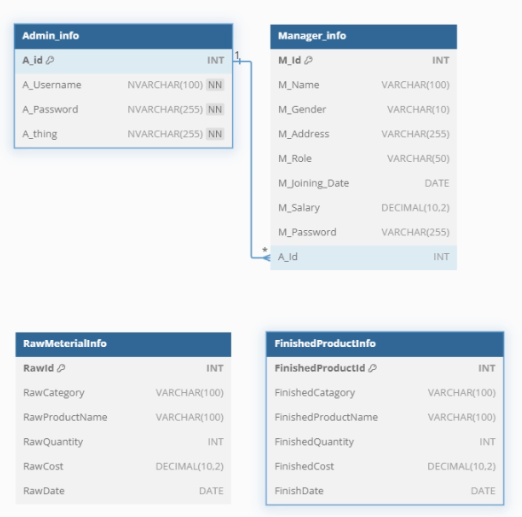 Admin_info
A_id INT
A_Username NVARCHAR(100) NN
A_Password NVARCHAR(255) NN
A_thing NVARCHAR(255) NN
1
Manager_info
M_Id INT
M_Name VARCHAR(100)
M_Gender VARCHAR(10)
M_Address VARCHAR(255)
M_Role VARCHAR(50)
M_Joining_Date DATE
M_Salary DECIMAL(10,2)
M_Password VARCHAR(255)
* A_Id INT
RawMeterialInfo
RawId INT
RawCategory VARCHAR(100)
RawProductName VARCHAR(100)
RawQuantity INT
RawCost DECIMAL(10,2)
RawDate DATE
FinishedProductInfo
FinishedProductId INT
FinishedCatagory VARCHAR(100)
FinishedProductName VARCHAR(100)
FinishedQuantity INT
FinishedCost DECIMAL(10,2)
FinishDate DATE